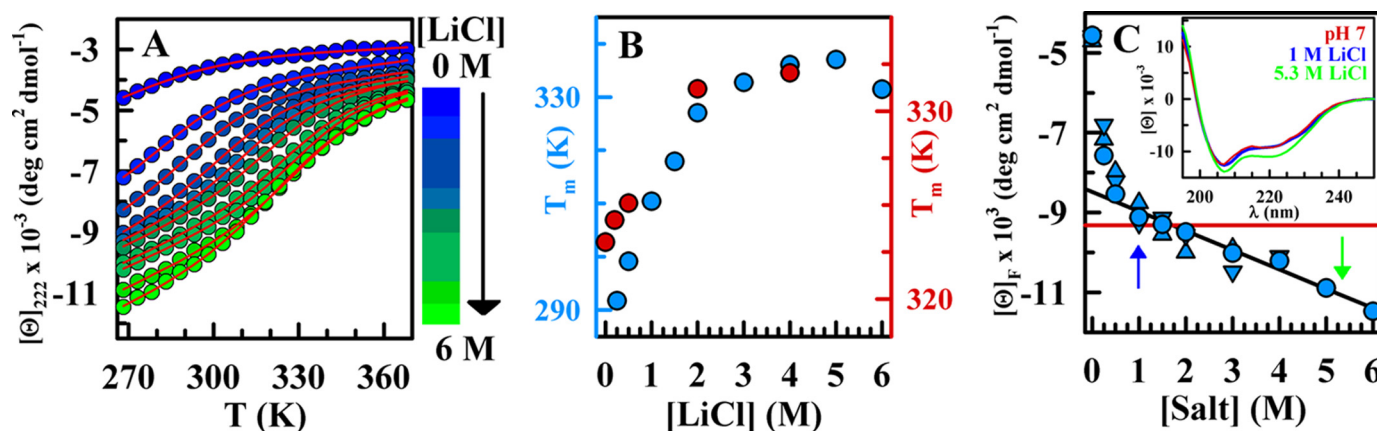 A
[Θ]222 x 10-3 (deg cm2 dmol-1)
-3
-5
-7
-9
-11
270 300 330 360
T (K)
[LiCl]
0 M
6 M
B
Tm (K)
330
290
Tm (K)
330
320
0 1 2 3 4 5 6
[LiCl] (M)
C
[Θ]F x 103 (deg cm2 dmol-1)
-5
-7
-9
-11
0 1 2 3 4 5 6
[Salt] (M)
[Θ] x 10-3
10
0
-10
200 220 240
λ (nm)
pH 7
1 M LiCl
5.3 M LiCl